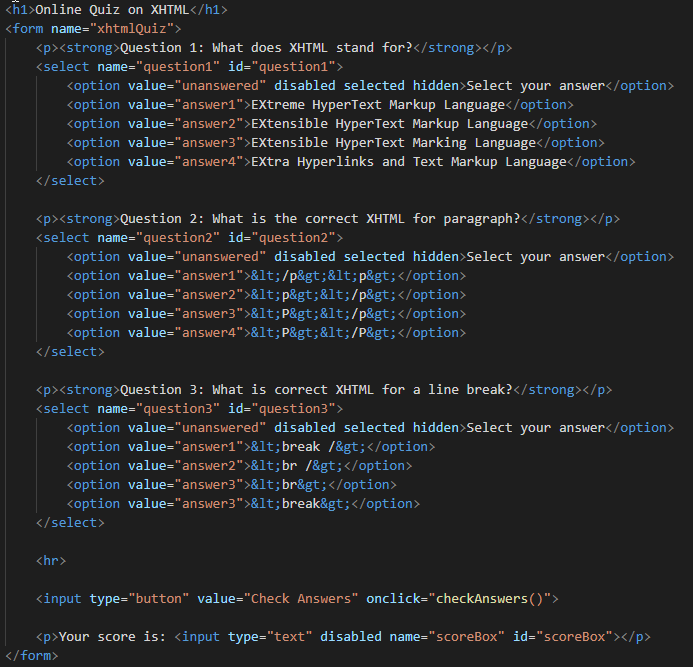 <h1>Online Quiz on XHTML</h1>
<form name="xhtmlQuiz">
<p><strong>Question 1: What does XHTML stand for?</strong></p>
<select name="question1" id="question1">
<option value="unanswered" disabled selected hidden>Select your answer</option>
<option value="answer1">EXtreme HyperText Markup Language</option>
<option value="answer2">EXtensible HyperText Markup Language</option>
<option value="answer3">EXtensible HyperText Marking Language</option>
<option value="answer4">EXtra Hyperlinks and Text Markup Language</option>
</select>
<p><strong>Question 2: What is the correct XHTML for paragraph?</strong></p>
<select name="question2" id="question2">
<option value="unanswered" disabled selected hidden>Select your answer</option>
<option value="answer1">&lt;/p&gt;&lt;p&gt;</option>
<option value="answer2">&lt;p&gt;&lt;/p&gt;</option>
<option value="answer3">&lt;P&gt;&lt;/p&gt;</option>
<option value="answer4">&lt;P&gt;&lt;/P&gt;</option>
</select>
<p><strong>Question 3: What is correct XHTML for a line break?</strong></p>
<select name="question3" id="question3">
<option value="unanswered" disabled selected hidden>Select your answer</option>
<option value="answer1">&lt;break /&gt;</option>
<option value="answer2">&lt;br /&gt;</option>
<option value="answer3">&lt;br&gt;</option>
<option value="answer3">&lt;break&gt;</option>
</select>
<hr>
<input type="button" value="Check Answers" onclick="checkAnswers()">
<p>Your score is: <input type="text" disabled name="scoreBox" id="scoreBox"></p>
</form>